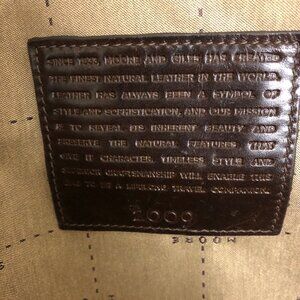 SINCE 1933, MOORE AND GILES HAS CREATED
THE FINEST NATURAL LEATHER IN THE WORLD.
LEATHER HAS ALWAYS BEEN A SYMBOL OF
STYLE AND SOPHISTICATION, AND OUR MISSION
IS TO REVEAL ITS INHERENT BEAUTY AND
PRESERVE THE NATURAL FEATURES THAT
GIVE IT CHARACTER. TIMELESS STYLE AND
SUPERIOR CRAFTSMANSHIP WILL ENABLE THIS
BAG TO BE A LIFELONG TRAVEL COMPANION.
2009
MOORE